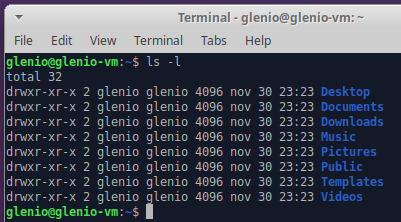 Terminal - glenio@glenio-vm: ~
File Edit View Terminal Tabs Help
glenio@glenio-vm:~$ ls -l
total 32
drwxr-xr-x 2 glenio glenio 4096 nov 30 23:23 Desktop
drwxr-xr-x 2 glenio glenio 4096 nov 30 23:23 Documents
drwxr-xr-x 2 glenio glenio 4096 nov 30 23:23 Downloads
drwxr-xr-x 2 glenio glenio 4096 nov 30 23:23 Music
drwxr-xr-x 2 glenio glenio 4096 nov 30 23:23 Pictures
drwxr-xr-x 2 glenio glenio 4096 nov 30 23:23 Public
drwxr-xr-x 2 glenio glenio 4096 nov 30 23:23 Templates
drwxr-xr-x 2 glenio glenio 4096 nov 30 23:23 Videos
glenio@glenio-vm:~$